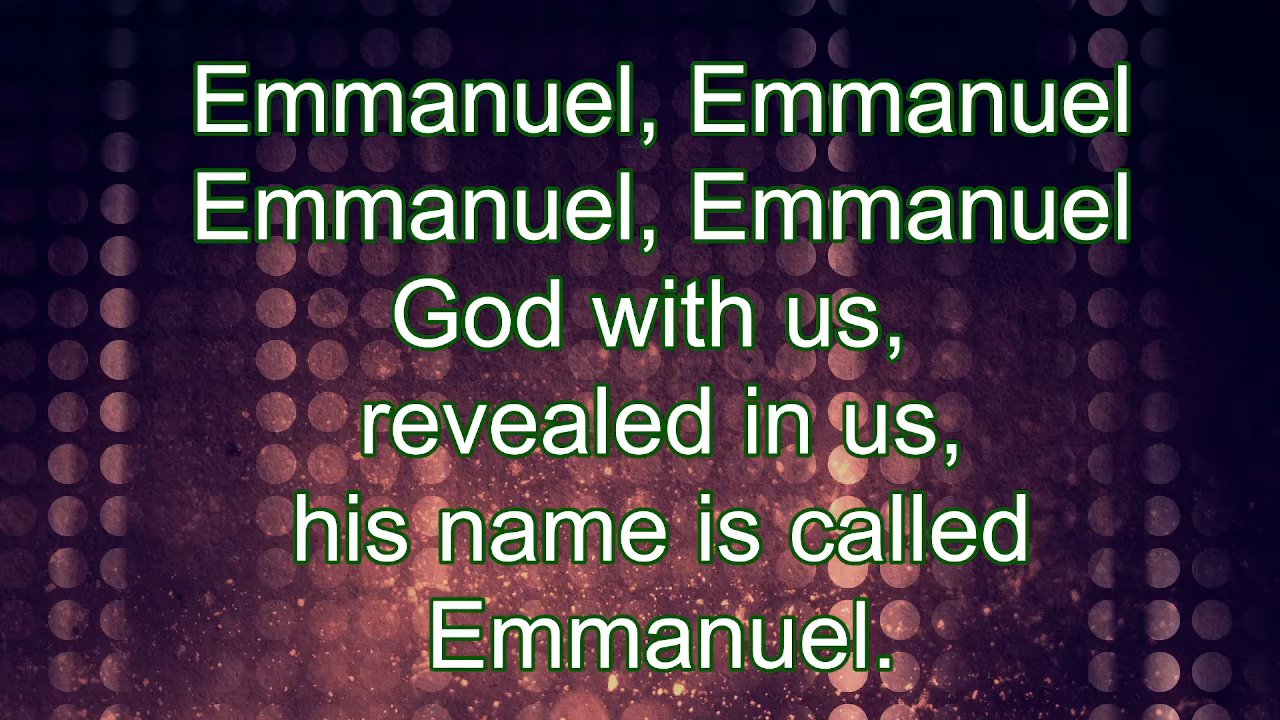 Emmanuel, Emmanuel
Emmanuel, Emmanuel
God with us,
revealed in us,
his name is called
Emmanuel.